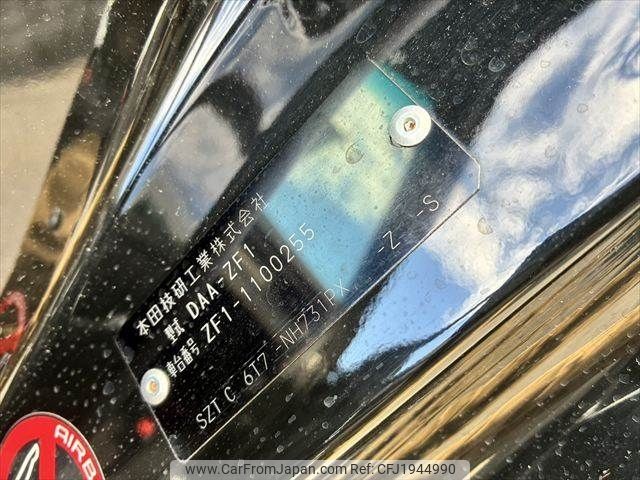 本田技研工業株式会社
型式 DAA-ZF1
車台番号 ZF1-1100255
SZT C 6T7 NH731PX -Z -S
AIRB
www.CarFromJapan.com - CFJ1944990